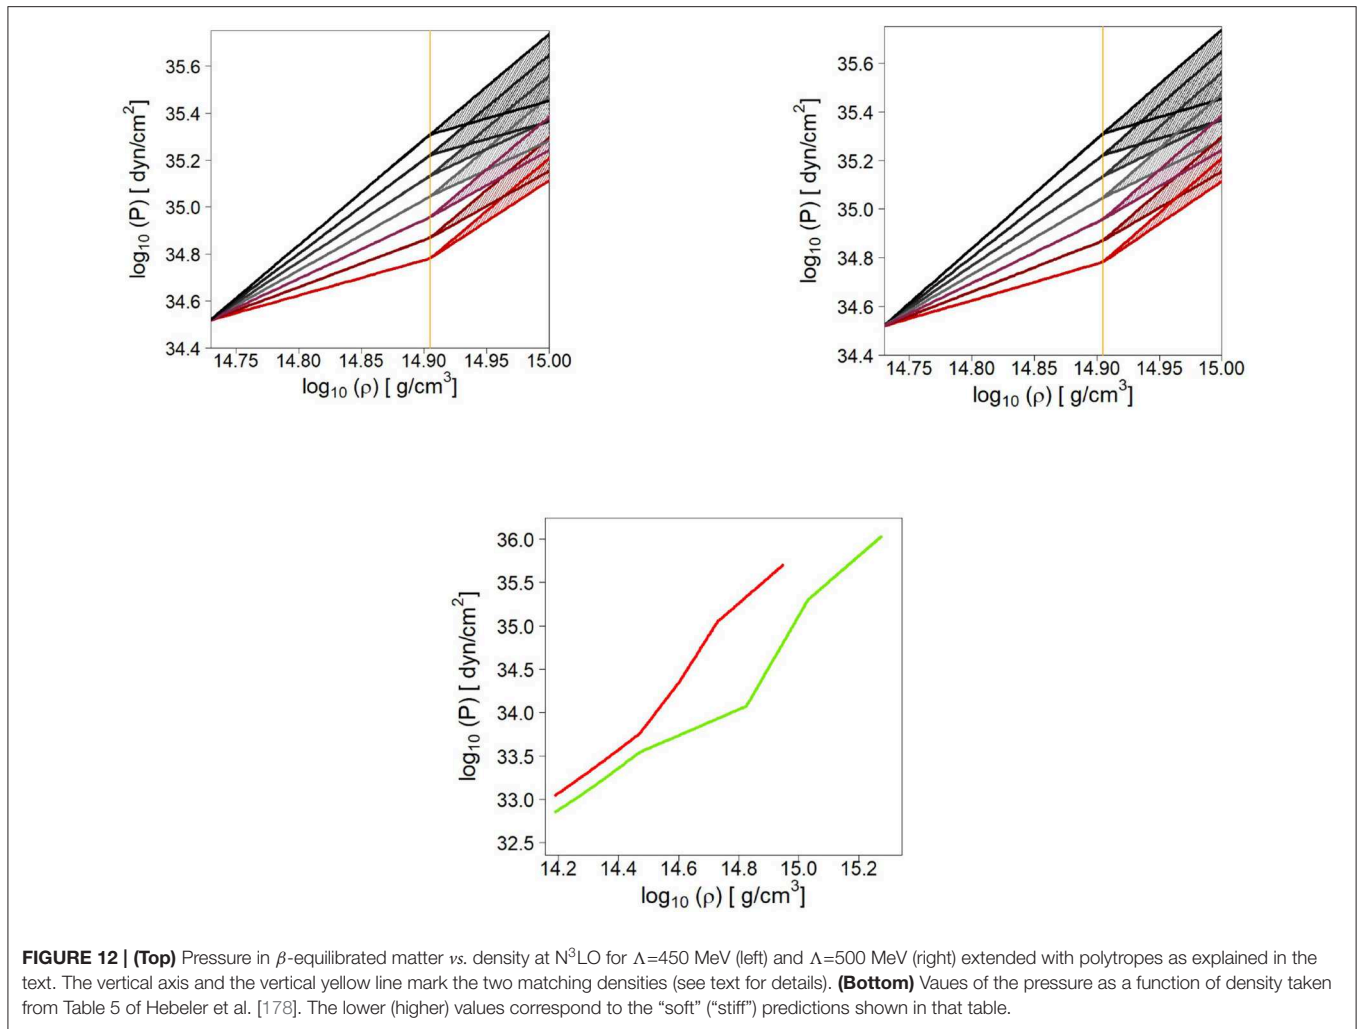 35.6
35.4
35.2
35.0
34.8
34.6
34.4
log10 (P) [ dyn/cm²]
14.75 14.80 14.85 14.90 14.95 15.00
log10 (ρ) [ g/cm³]
35.6
35.4
35.2
35.0
34.8
34.6
34.4
log10 (P) [ dyn/cm²]
14.75 14.80 14.85 14.90 14.95 15.00
log10 (ρ) [ g/cm³]
36.0
35.5
35.0
34.5
34.0
33.5
33.0
32.5
log10 (P) [ dyn/cm²]
14.2 14.4 14.6 14.8 15.0 15.2
log10 (ρ) [ g/cm³]
FIGURE 12 | (Top) Pressure in β-equilibrated matter vs. density at N³LO for Λ=450 MeV (left) and Λ=500 MeV (right) extended with polytropes as explained in the
text. The vertical axis and the vertical yellow line mark the two matching densities (see text for details). (Bottom) Vaues of the pressure as a function of density taken
from Table 5 of Hebeler et al. [178]. The lower (higher) values correspond to the “soft” (“stiff”) predictions shown in that table.